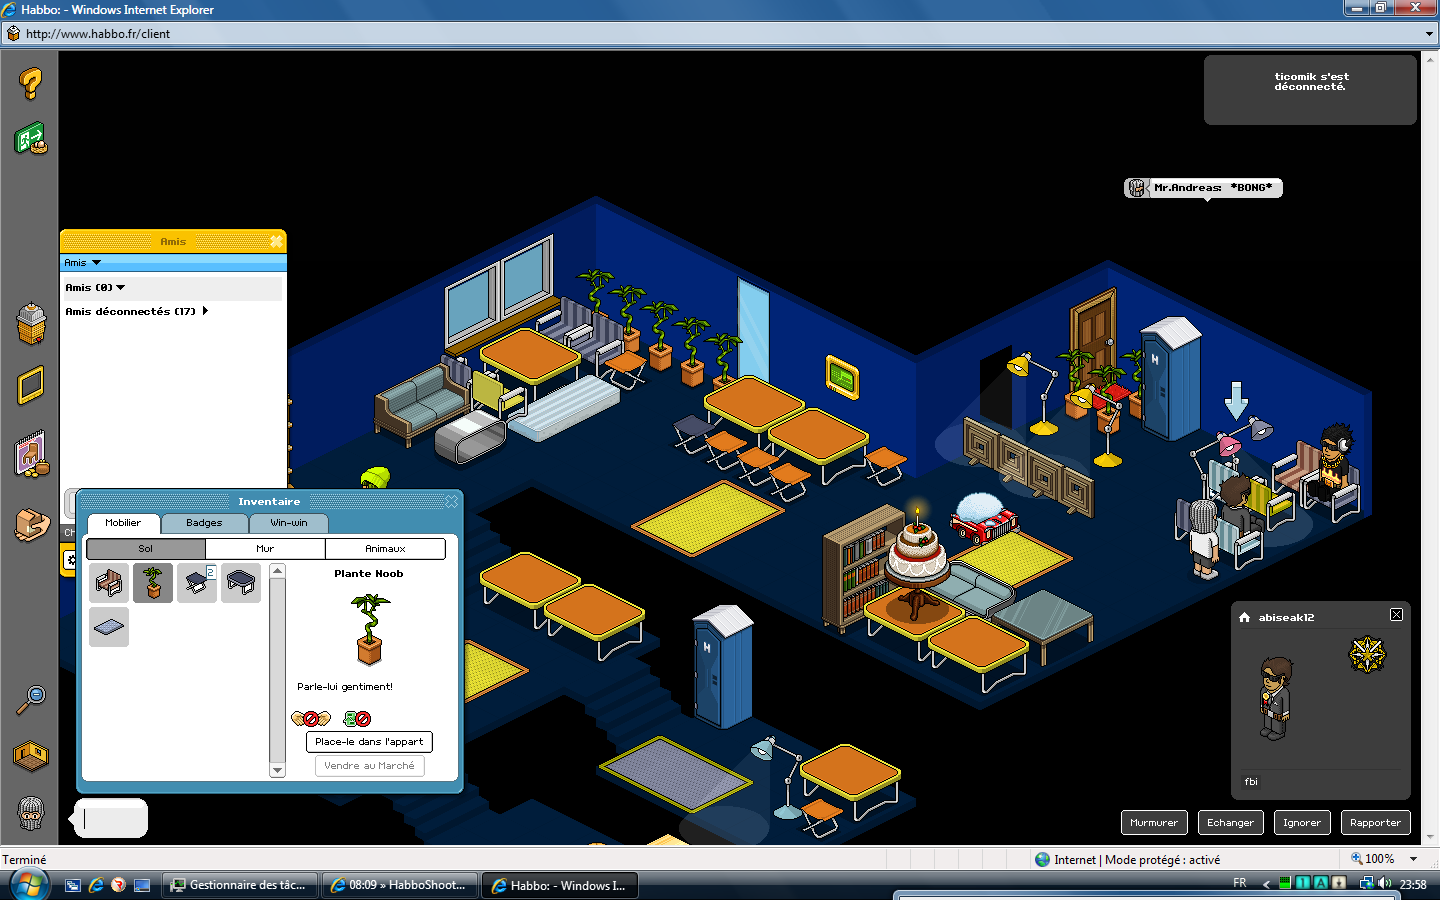 Habbo: - Windows Internet Explorer
http://www.habbo.fr/client
ticomik s'est
déconnecté.
Mr.Andreas: *BONG*
Amis
Amis
Amis (0)
Amis déconnectés (17)
Ch
Inventaire
Mobilier
Badges
Win-win
Sol
Mur
Animaux
2
Plante Noob
Parle-lui gentiment!
Place-le dans l'appart
Vendre au Marché
H
H
abiseak12
fbi
Murmurer
Echanger
Ignorer
Rapporter
Terminé
Internet | Mode protégé : activé
100%
Gestionnaire des tâc...
08:09 » HabboShoot...
Habbo: - Windows I...
FR
1
A
23:58